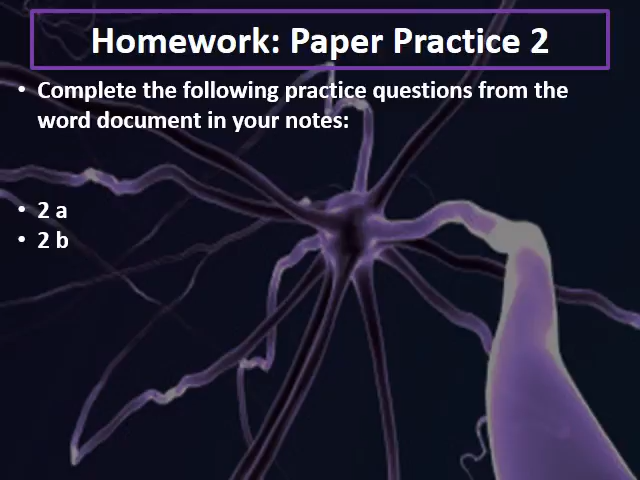 Homework: Paper Practice 2
• Complete the following practice questions from the
word document in your notes:
• 2 a
• 2 b